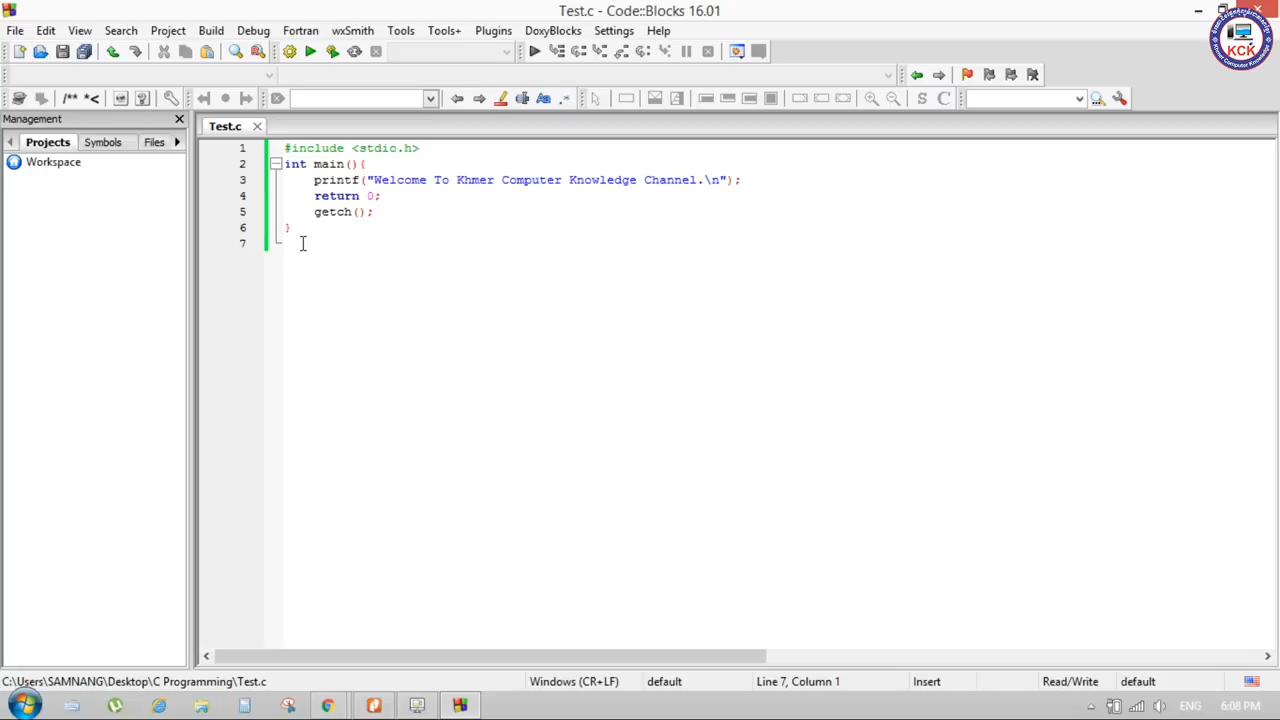 Test.c - Code::Blocks 16.01
File Edit View Search Project Build Debug Fortran wxSmith Tools Tools+ Plugins DoxyBlocks Settings Help
KCK
/** *<
.*
S C
Management
Projects Symbols Files
Workspace
Test.c
1 #include <stdio.h>
2 int main(){
3 printf("Welcome To Khmer Computer Knowledge Channel.\n");
4 return 0;
5 getch();
6 }
7
C:\Users\SAMNANG\Desktop\C Programming\Test.c Windows (CR+LF) default Line 7, Column 1 Insert Read/Write default
ENG 6:08 PM